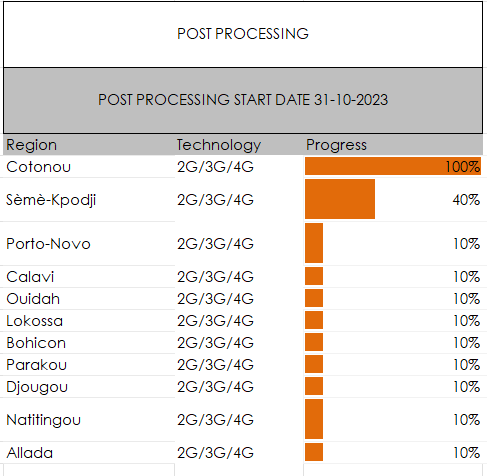 POST PROCESSING
POST PROCESSING START DATE 31-10-2023
Region Technology Progress
Cotonou 2G/3G/4G 100%
Sèmè-Kpodji 2G/3G/4G 40%
Porto-Novo 2G/3G/4G 10%
Calavi 2G/3G/4G 10%
Ouidah 2G/3G/4G 10%
Lokossa 2G/3G/4G 10%
Bohicon 2G/3G/4G 10%
Parakou 2G/3G/4G 10%
Djougou 2G/3G/4G 10%
Natitingou 2G/3G/4G 10%
Allada 2G/3G/4G 10%